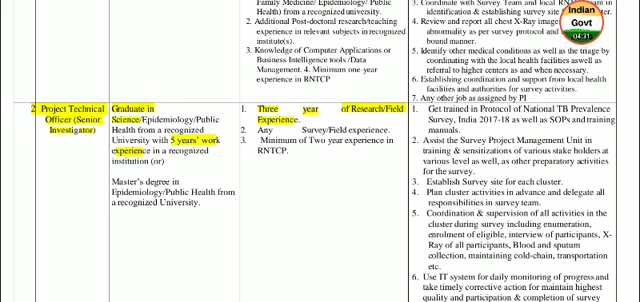 Family Medicine/ Epidemiology/ Public
Health) from a recognized university.
2. Additional Post-doctoral research/teaching
experience in relevant subjects in recognized
institute(s).
3. Knowledge of Computer Applications or
Business Intelligence tools /Data
Management. 4. Minimum one-year
experience in RNTCP
3. Coordinate with Survey Team and local RN
identification & establishing survey site
4. Review and report all chest X-Ray image
abnormality as per survey protocol and
bound manner.
5. Identify other medical conditions as well as the triage by
coordinating with the local health facilities aswell as
referral to higher centers as and when necessary.
6. Establishing coordination and support from local health
facilities and authorities for survey activities.
7. Any other job as assigned by PI
Indian
Govt
04:31
2 Project Technical
Officer (Senior
Investigator)
Graduate in
Science/Epidemiology/Public
Health from a recognized
University with 5 years' work
experience in a recognized
institution (or)
Master's degree in
Epidemiology/Public Health from
a recognized University.
1. Three year of Research/Field
Experience.
2. Any Survey/Field experience.
3. Minimum of Two year experience in
RNTCP.
1. Get trained in Protocol of National TB Prevalence
Survey, India 2017-18 as well as SOPs and training
manuals.
2. Assist the Survey Project Management Unit in
training & sensitizations of various stake holders at
various level as well, as other preparatory activities
for the survey.
3. Establish Survey site for each cluster.
4. Plan cluster activities in advance and delegate all
responsibilities in survey team.
5. Coordination & supervision of all activities in the
cluster during survey including enumeration,
enrolment of eligible, interview of participants, X-
Ray of all participants, Blood and sputum
collection, maintaining cold-chain, transportation
etc.
6. Use IT system for daily monitoring of progress and
take timely corrective action for maintain highest
quality and participation & completion of survey